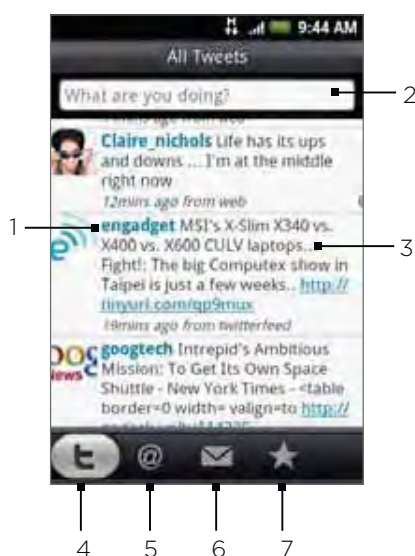 9:44 AM
All Tweets
What are you doing?
2
Claire_nichols Life has its ups
and downs ... I'm at the middle
right now
12mins ago from web
1
engadget MSI's X-Slim X340 vs.
X400 vs. X600 CULV laptops..
3
Fight!: The big Computex show in
Taipei is just a few weeks.. http://
tinyurl.com/qp9mux
19mins ago from twitterfeed
News
googtech Intrepid's Ambitious
Mission: To Get Its Own Space
Shuttle - New York Times - <table
border=0 width= valign=to http://
t @
4 5 6 7